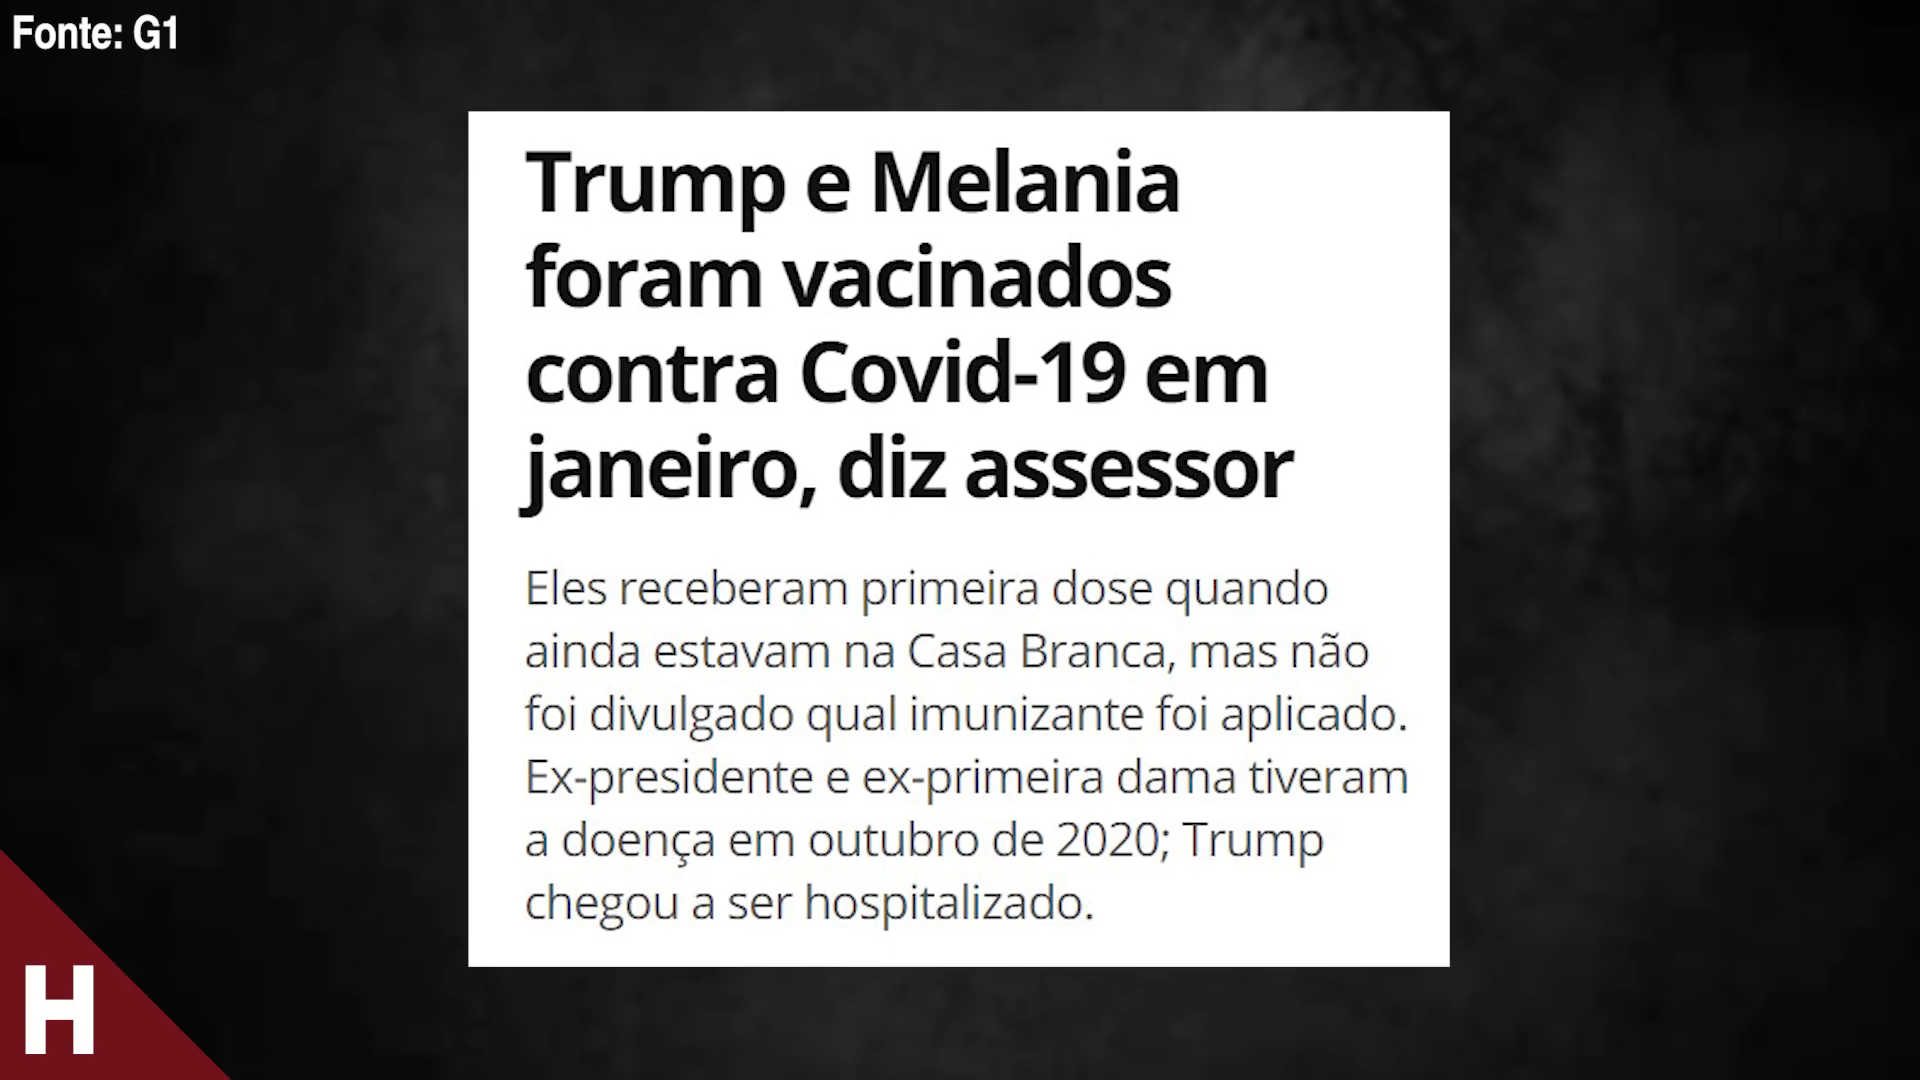 Fonte: G1
Trump e Melania
foram vacinados
contra Covid-19 em
janeiro, diz assessor
Eles receberam primeira dose quando
ainda estavam na Casa Branca, mas não
foi divulgado qual imunizante foi aplicado.
Ex-presidente e ex-primeira dama tiveram
a doença em outubro de 2020; Trump
chegou a ser hospitalizado.
H